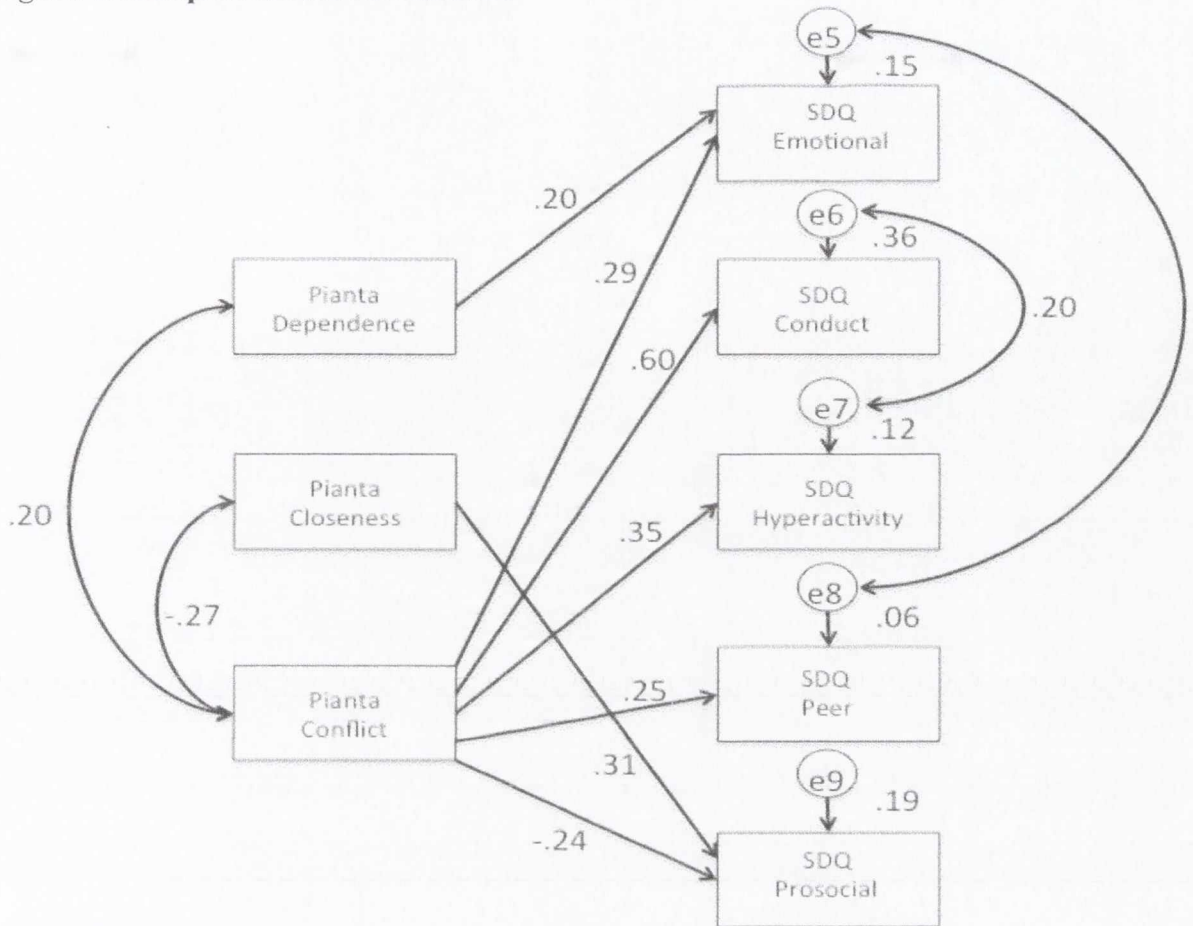 e5
.15
SDQ
Emotional
.20
e6
.36
.29
Pianta
Dependence
SDQ
Conduct
.20
.60
e7
.12
Pianta
Closeness
SDQ
Hyperactivity
.20
.35
e8
.06
-.27
Pianta
Conflict
.25
SDQ
Peer
.31
e9
.19
-.24
SDQ
Prosocial